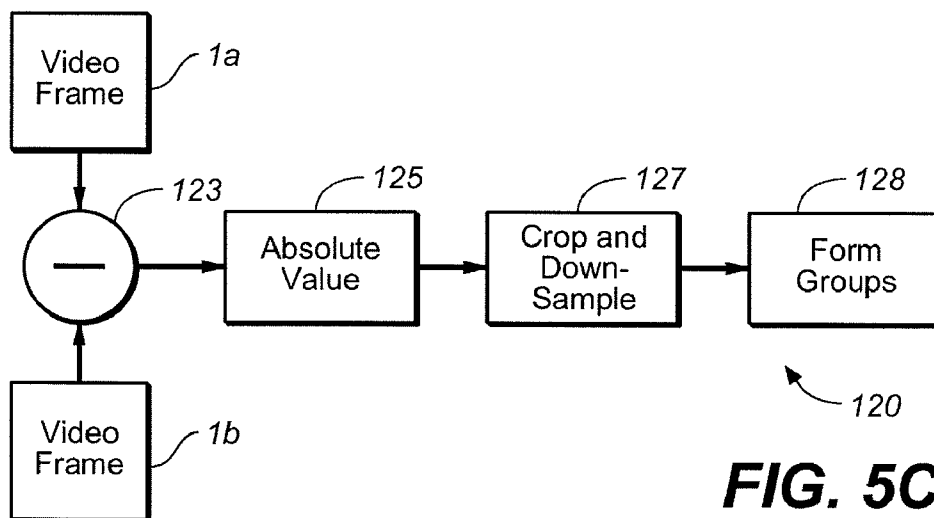 Video
Frame
1a
123
125
127
128
Absolute
Value
Crop and
Down-
Sample
Form
Groups
Video
Frame
1b
120
FIG. 5C